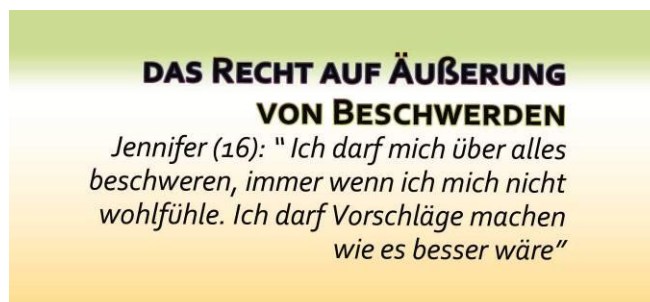 DAS RECHT AUF ÄUßERUNG
VON BESCHWERDEN
Jennifer (16): “ Ich darf mich über alles
beschweren, immer wenn ich mich nicht
wohlfühle. Ich darf Vorschläge machen
wie es besser wäre”